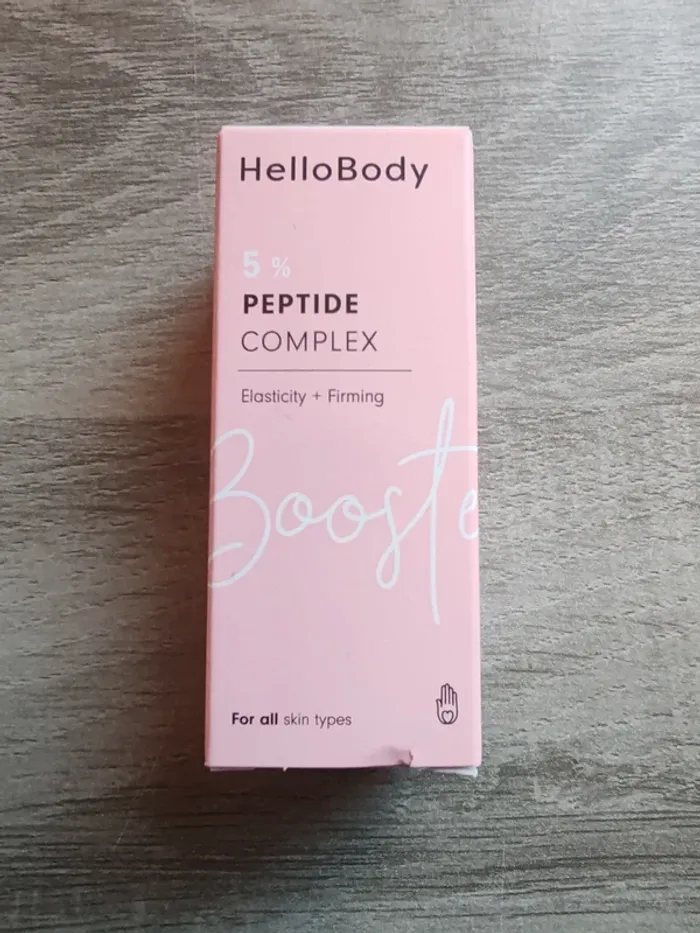 HelloBody
5 %
PEPTIDE
COMPLEX
Elasticity + Firming
Booste
For all skin types